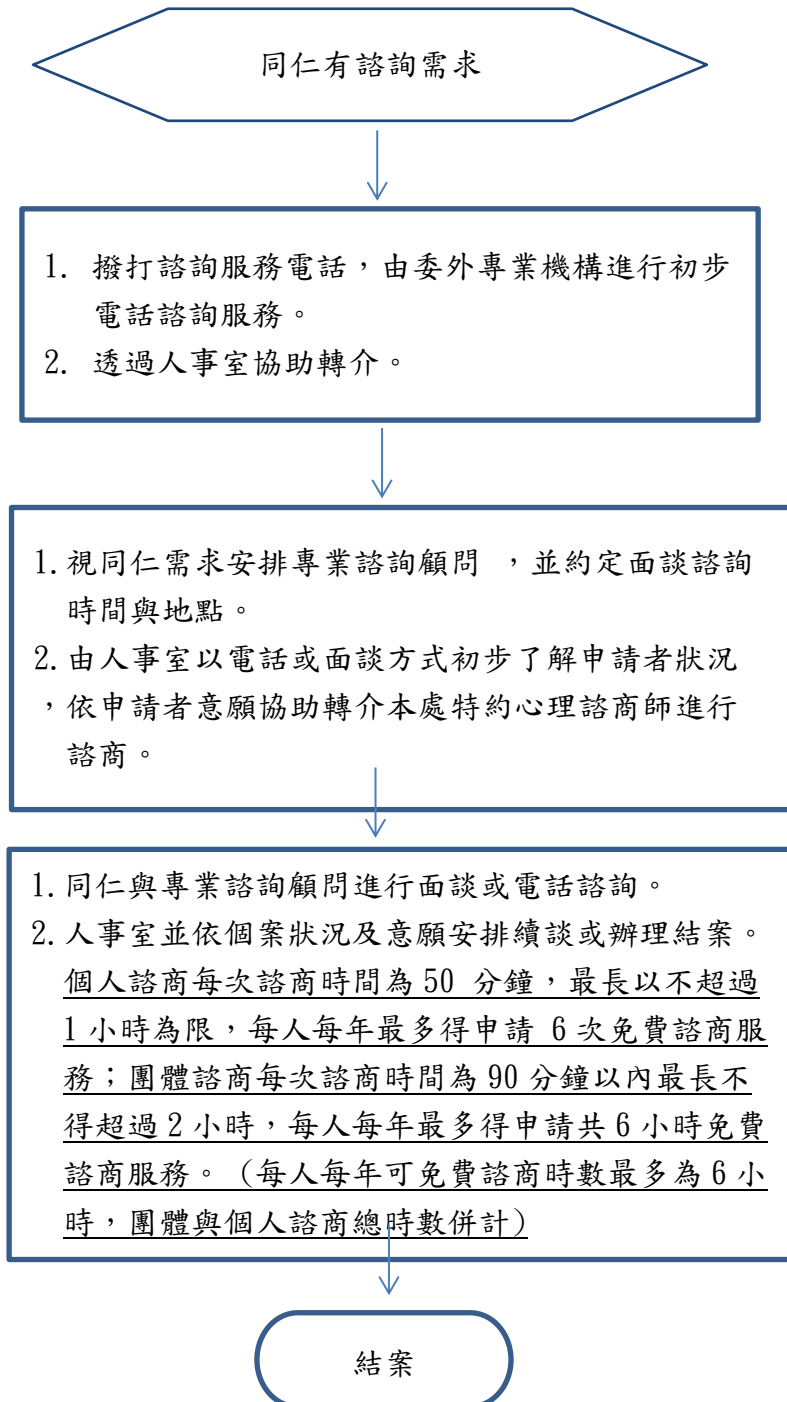 同仁有諮詢需求
1. 撥打諮詢服務電話，由委外專業機構進行初步
電話諮詢服務。
2. 透過人事室協助轉介。
1.視同仁需求安排專業諮詢顧問 ，並約定面談諮詢
時間與地點。
2.由人事室以電話或面談方式初步了解申請者狀況
，依申請者意願協助轉介本處特約心理諮商師進行
諮商。
1.同仁與專業諮詢顧問進行面談或電話諮詢。
2.人事室並依個案狀況及意願安排續談或辦理結案。
個人諮商每次諮商時間為 50 分鐘，最長以不超過
1 小時為限，每人每年最多得申請 6 次免費諮商服
務；團體諮商每次諮商時間為 90 分鐘以內最長不
得超過 2 小時，每人每年最多得申請共 6 小時免費
諮商服務。（每人每年可免費諮商時數最多為 6 小
時，團體與個人諮商總時數併計）
結案